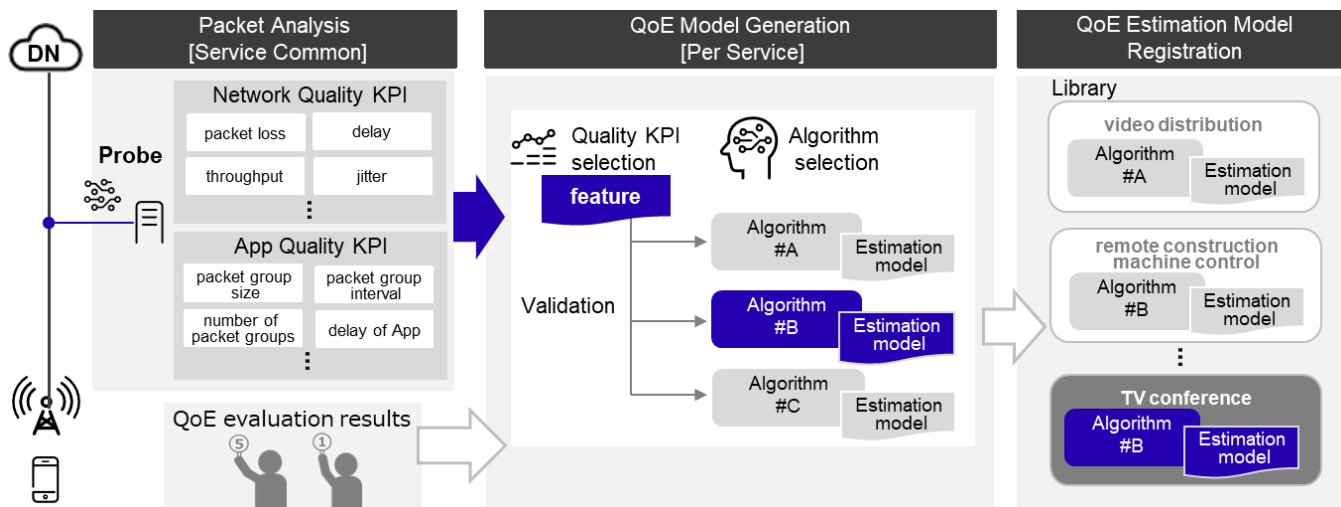 DN
Packet Analysis
[Service Common]
Network Quality KPI
packet loss
delay
throughput
jitter
Probe
App Quality KPI
packet group
size
packet group
interval
number of
packet groups
delay of App
QoE evaluation results
5
1
QoE Model Generation
[Per Service]
Quality KPI
selection
Algorithm
selection
feature
Validation
Algorithm
#A
Estimation
model
Algorithm
#B
Estimation
model
Algorithm
#C
Estimation
model
QoE Estimation Model
Registration
Library
video distribution
Algorithm
#A
Estimation
model
remote construction
machine control
Algorithm
#B
Estimation
model
TV conference
Algorithm
#B
Estimation
model